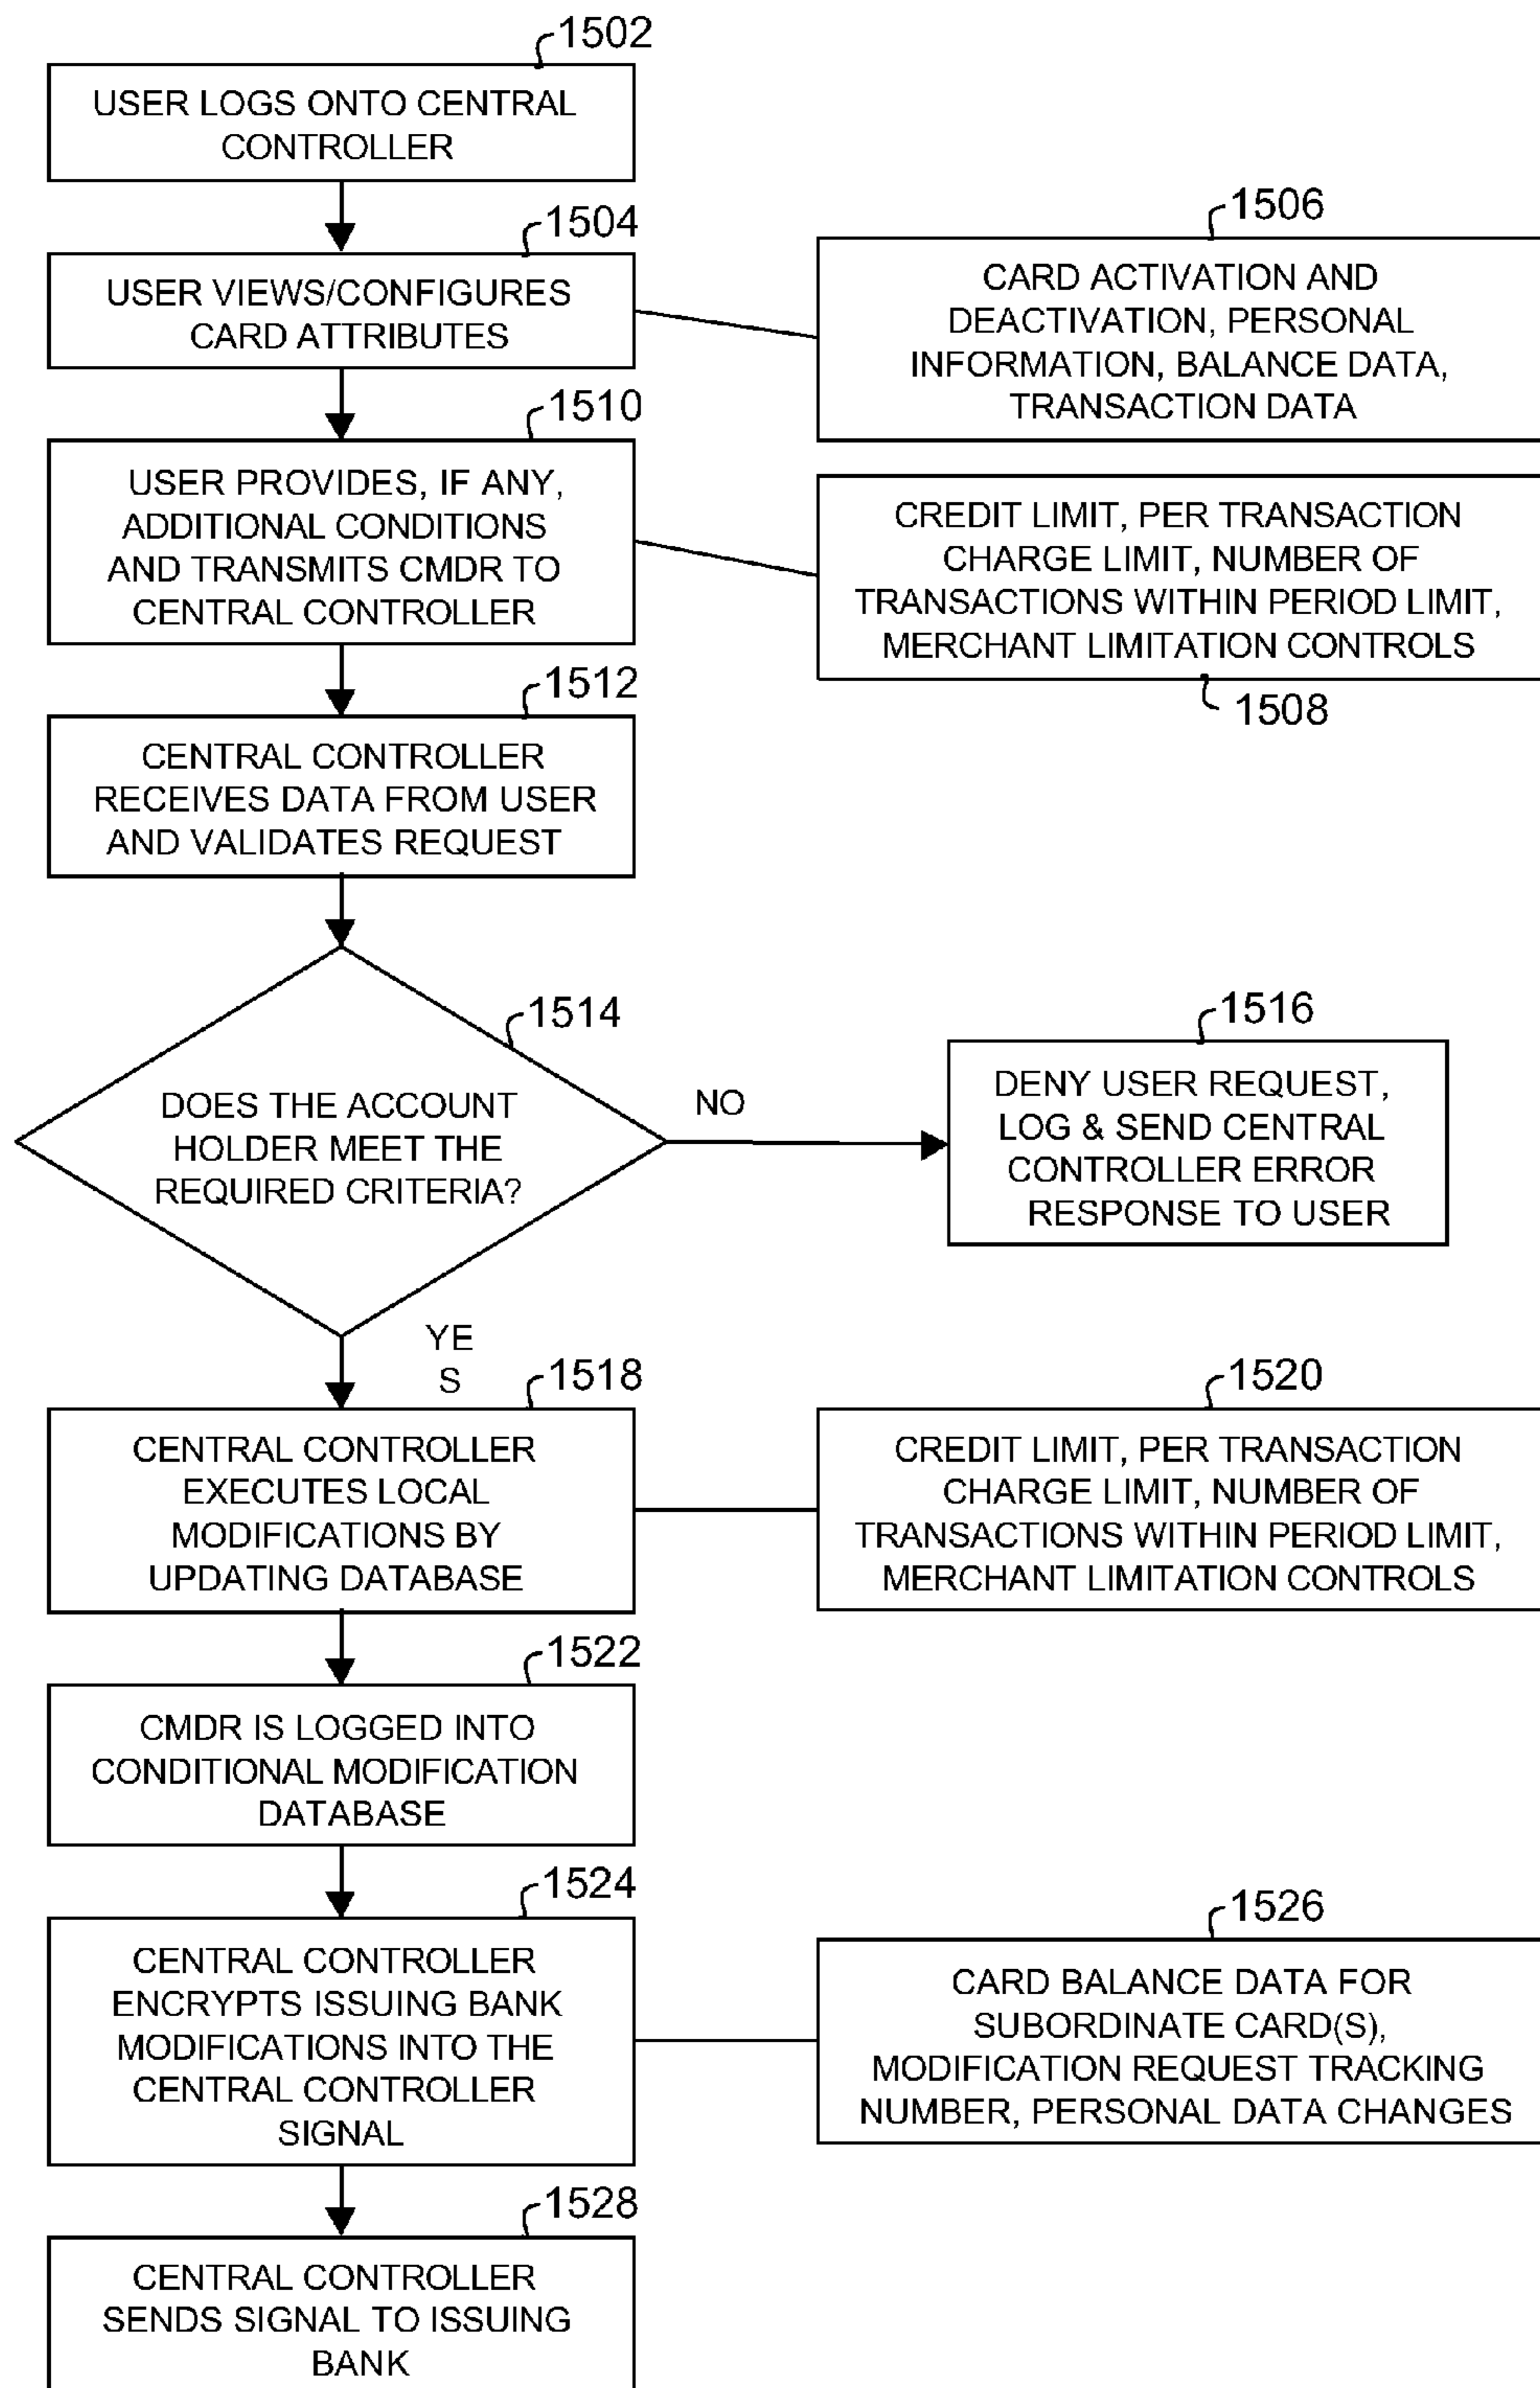 1502
USER LOGS ONTO CENTRAL
CONTROLLER
1504
USER VIEWS/CONFIGURES
CARD ATTRIBUTES
1506
CARD ACTIVATION AND
DEACTIVATION, PERSONAL
INFORMATION, BALANCE DATA,
TRANSACTION DATA
1510
USER PROVIDES, IF ANY,
ADDITIONAL CONDITIONS
AND TRANSMITS CMDR TO
CENTRAL CONTROLLER
CREDIT LIMIT, PER TRANSACTION
CHARGE LIMIT, NUMBER OF
TRANSACTIONS WITHIN PERIOD LIMIT,
MERCHANT LIMITATION CONTROLS
1508
1512
CENTRAL CONTROLLER
RECEIVES DATA FROM USER
AND VALIDATES REQUEST
1514
DOES THE ACCOUNT
HOLDER MEET THE
REQUIRED CRITERIA?
NO
1516
DENY USER REQUEST,
LOG & SEND CENTRAL
CONTROLLER ERROR
RESPONSE TO USER
YE
S
1518
CENTRAL CONTROLLER
EXECUTES LOCAL
MODIFICATIONS BY
UPDATING DATABASE
1520
CREDIT LIMIT, PER TRANSACTION
CHARGE LIMIT, NUMBER OF
TRANSACTIONS WITHIN PERIOD LIMIT,
MERCHANT LIMITATION CONTROLS
1522
CMDR IS LOGGED INTO
CONDITIONAL MODIFICATION
DATABASE
1524
CENTRAL CONTROLLER
ENCRYPTS ISSUING BANK
MODIFICATIONS INTO THE
CENTRAL CONTROLLER
SIGNAL
1526
CARD BALANCE DATA FOR
SUBORDINATE CARD(S),
MODIFICATION REQUEST TRACKING
NUMBER, PERSONAL DATA CHANGES
1528
CENTRAL CONTROLLER
SENDS SIGNAL TO ISSUING
BANK